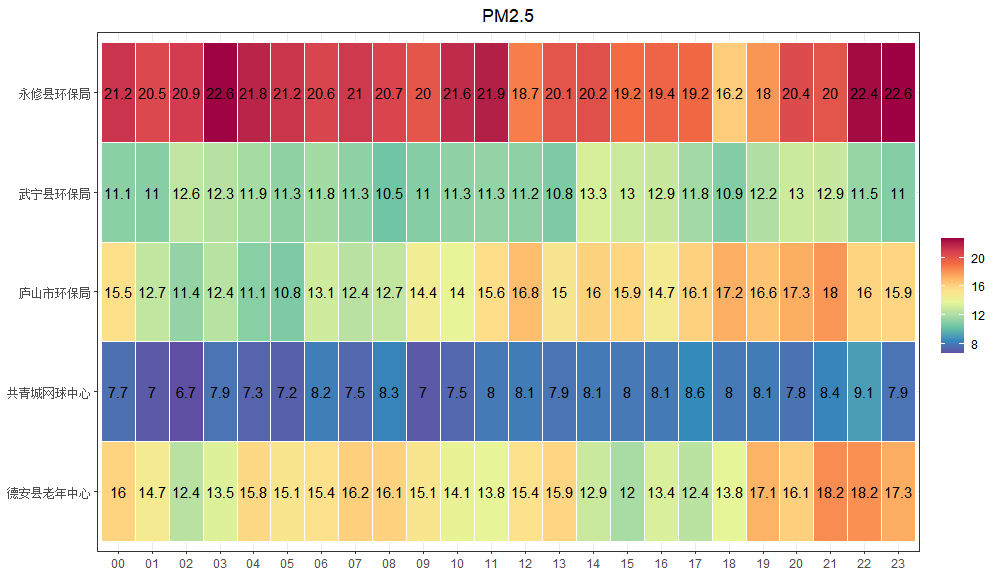 PM2.5
永修县环保局 21.2 20.5 20.9 22.6 21.8 21.2 20.6 21 20.7 20 21.6 21.9 18.7 20.1 20.2 19.2 19.4 19.2 16.2 18 20.4 20 22.4 22.6
武宁县环保局 11.1 11 12.6 12.3 11.9 11.3 11.8 11.3 10.5 11 11.3 11.3 11.2 10.8 13.3 13 12.9 11.8 10.9 12.2 13 12.9 11.5 11
庐山市环保局 15.5 12.7 11.4 12.4 11.1 10.8 13.1 12.4 12.7 14.4 14 15.6 16.8 15 16 15.9 14.7 16.1 17.2 16.6 17.3 18 16 15.9
共青城网球中心 7.7 7 6.7 7.9 7.3 7.2 8.2 7.5 8.3 7 7.5 8 8.1 7.9 8.1 8 8.1 8.6 8 8.1 7.8 8.4 9.1 7.9
德安县老年中心 16 14.7 12.4 13.5 15.8 15.1 15.4 16.2 16.1 15.1 14.1 13.8 15.4 15.9 12.9 12 13.4 12.4 13.8 17.1 16.1 18.2 18.2 17.3
00 01 02 03 04 05 06 07 08 09 10 11 12 13 14 15 16 17 18 19 20 21 22 23
20
16
12
8